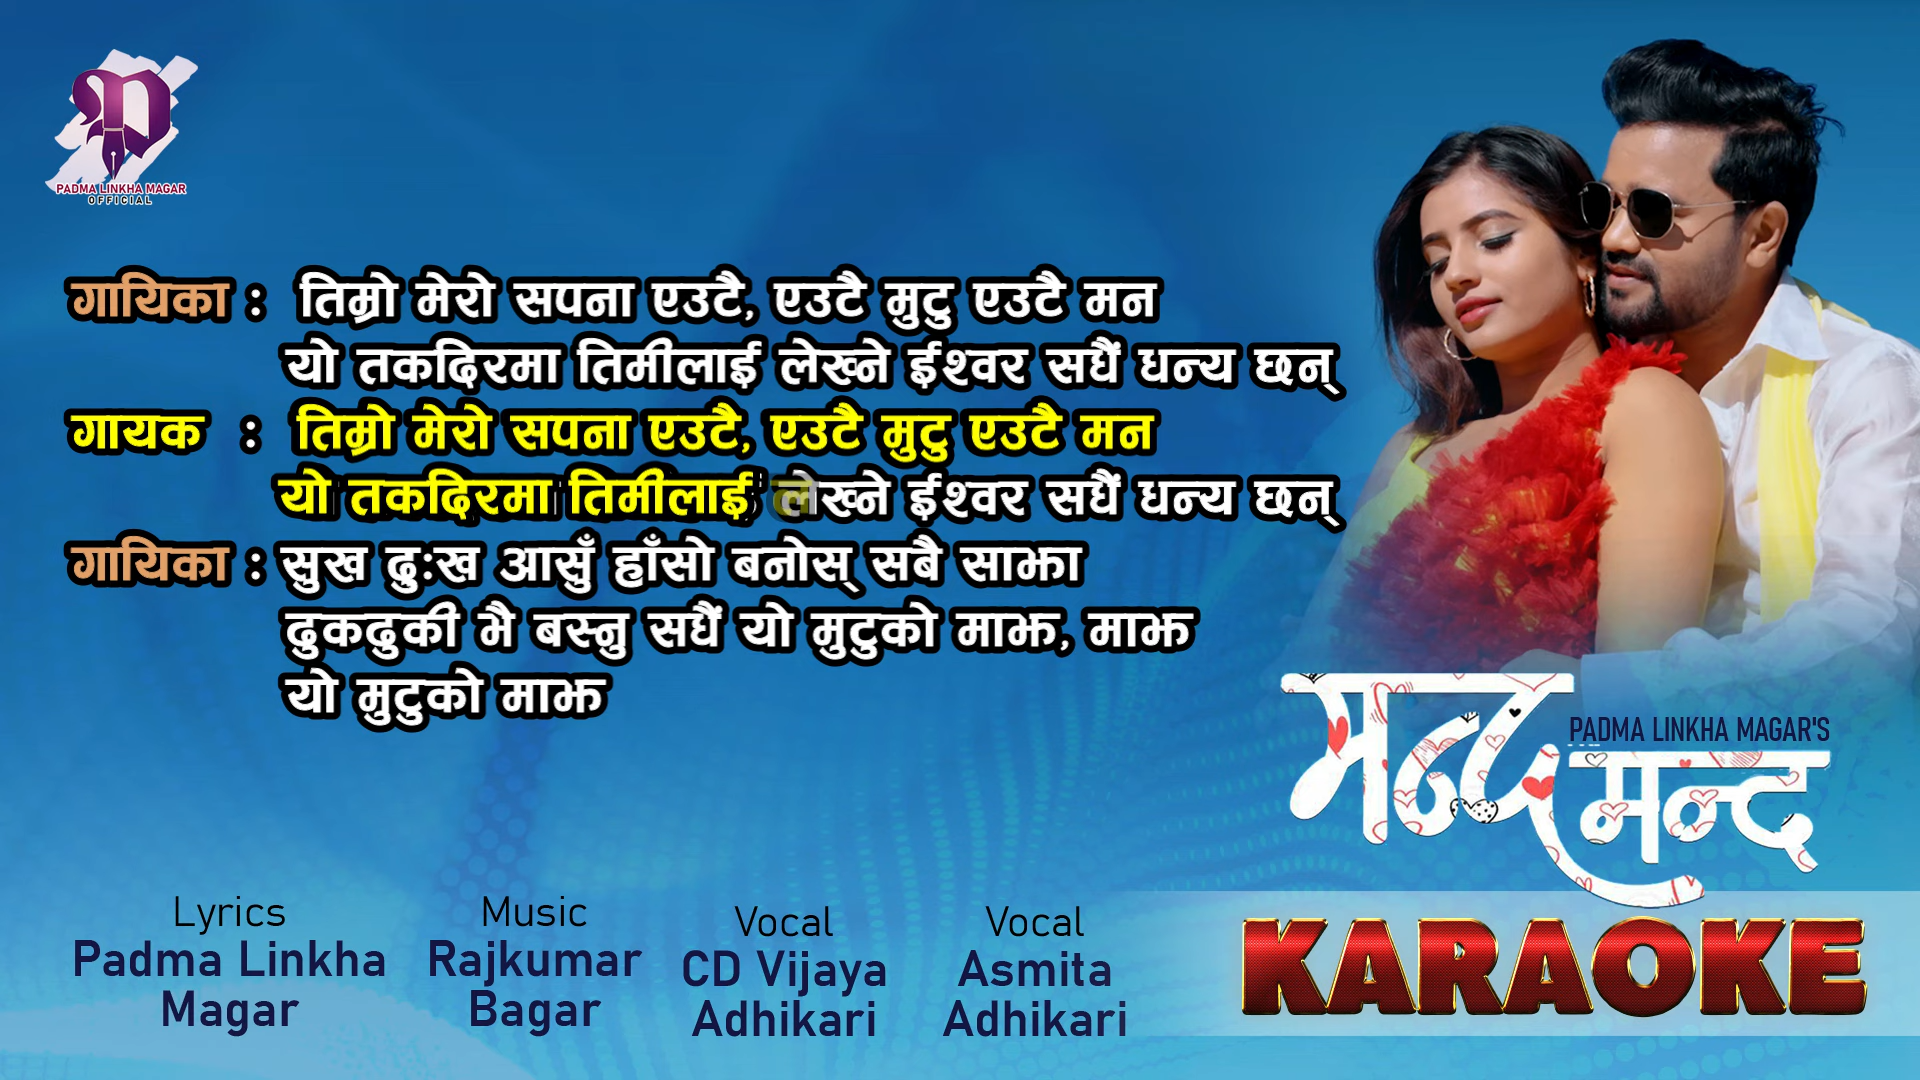 P
PADMA LINKHA MAGAR
OFFICIAL
गायिका : तिम्रो मेरो सपना एउटै, एउटै मुटु एउटै मन
यो तकदिरमा तिमीलाई लेख्ने ईश्वर सधैं धन्य छन्
गायक : तिम्रो मेरो सपना एउटै, एउटै मुटु एउटै मन
यो तकदिरमा तिमीलाई लेख्ने ईश्वर सधैं धन्य छन्
गायिका : सुख दुःख आसुँ हाँसो बनोस् सबै साझा
ढुकढुकी मै बस्नु सधैं यो मुटुको माझ, माझ
यो मुटुको माझ
मन्द
PADMA LINKHA MAGAR'S
मन्द
KARAOKE
Lyrics
Padma Linkha
Magar
Music
Rajkumar
Bagar
Vocal
CD Vijaya
Adhikari
Vocal
Asmita
Adhikari